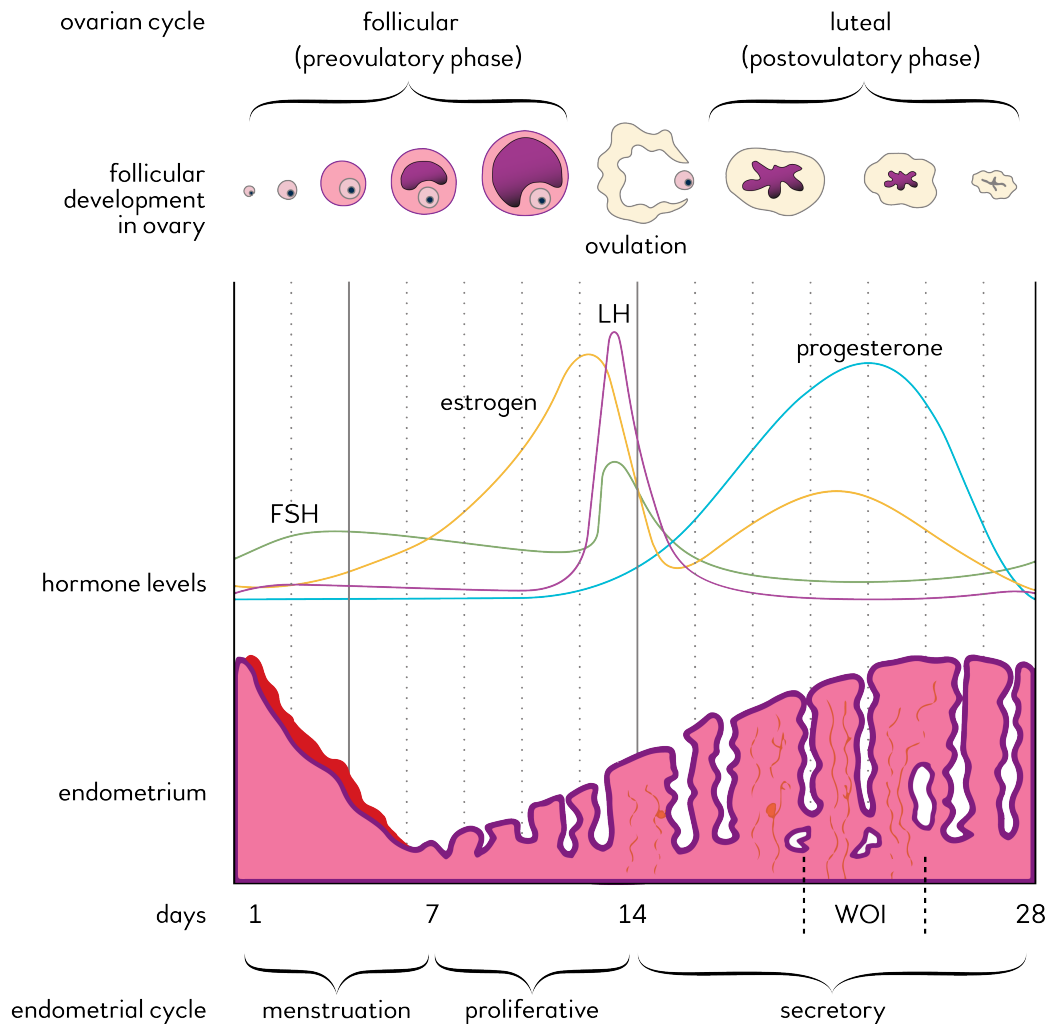 ovarian cycle
follicular
(preovulatory phase)
luteal
(postovulatory phase)
follicular
development
in ovary
ovulation
LH
progesterone
estrogen
FSH
hormone levels
endometrium
days
1
7
14
WOI
28
endometrial cycle
menstruation
proliferative
secretory